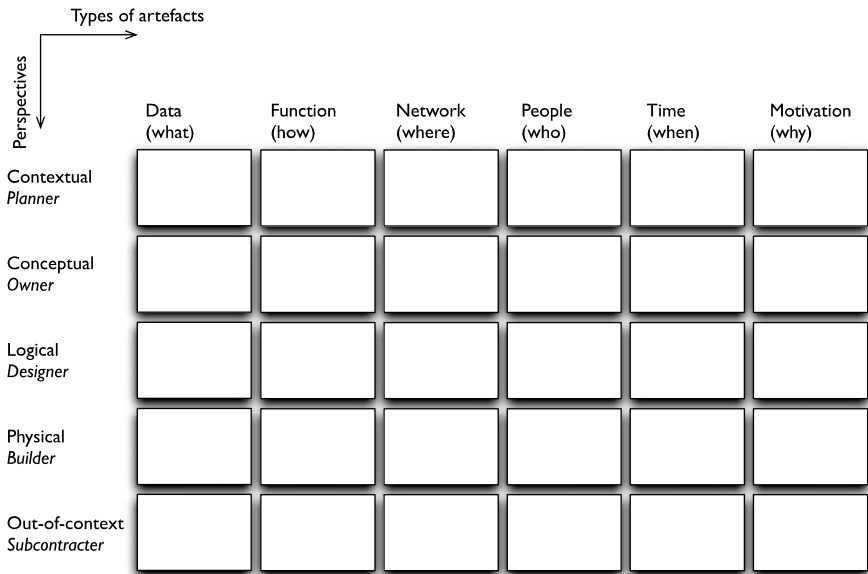 Types of artefacts
Perspectives
Data
(what)
Function
(how)
Network
(where)
People
(who)
Time
(when)
Motivation
(why)
Contextual
Planner
Conceptual
Owner
Logical
Designer
Physical
Builder
Out-of-context
Subcontracter